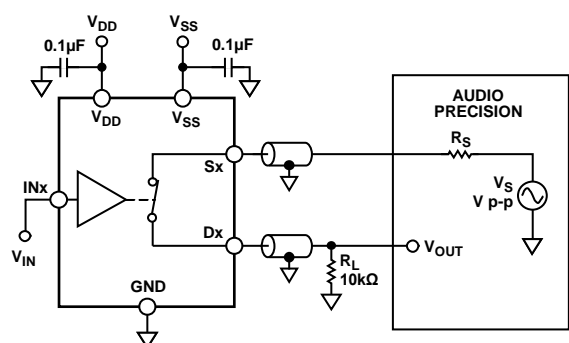 VDD
VSS
0.1µF
0.1µF
VDD
VSS
AUDIO
PRECISION
RS
Sx
VS
V p-p
INx
Dx
VOUT
VIN
RL
10kΩ
GND